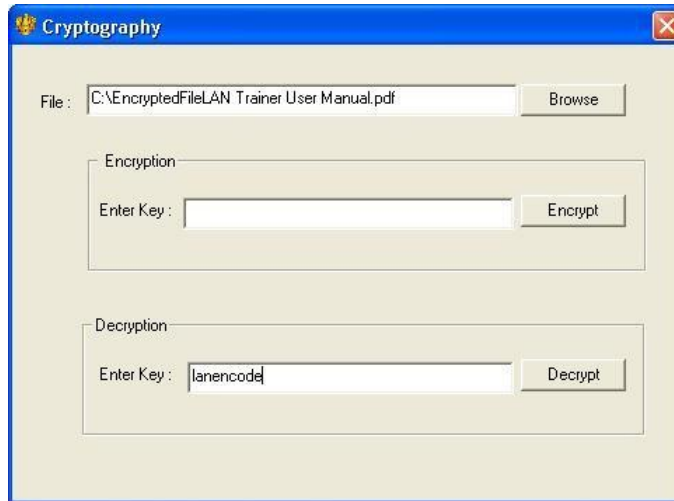 Cryptography
File : C:\EncryptedFileLAN Trainer User Manual.pdf Browse
Encryption
Enter Key : Encrypt
Decryption
Enter Key : lanencode Decrypt